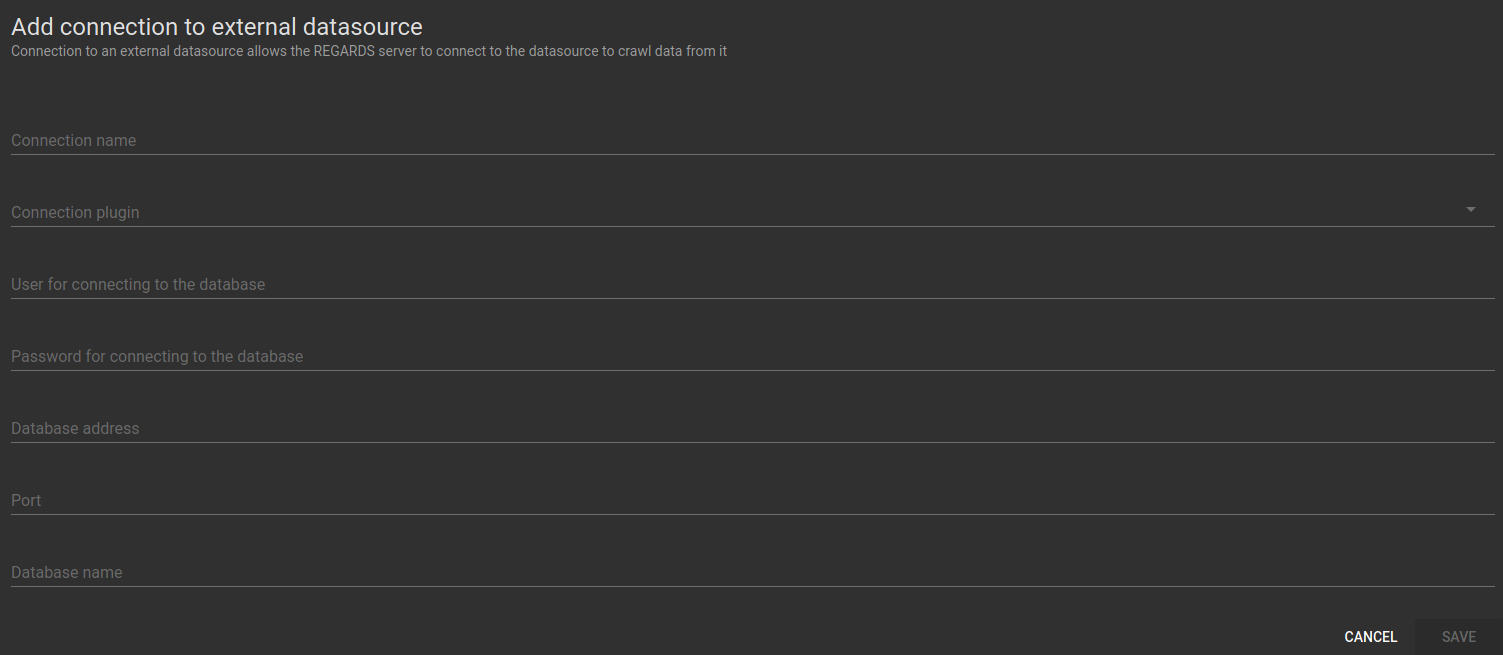 Add connection to external datasource
Connection to an external datasource allows the REGARDS server to connect to the datasource to crawl data from it
Connection name
Connection plugin
User for connecting to the database
Password for connecting to the database
Database address
Port
Database name
CANCEL SAVE